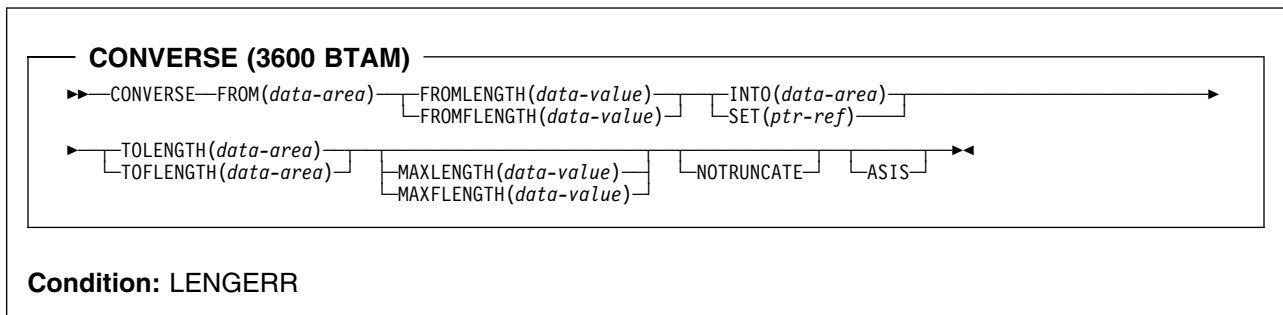 CONVERSE (3600 BTAM)
CONVERSE FROM(data-area) FROMLENGTH(data-value) INTO(data-area)
FROMFLENGTH(data-value) SET(ptr-ref)
TOLENGTH(data-area)
TOFLENGTH(data-area) MAXLENGTH(data-value) NOTRUNCATE ASIS
MAXFLENGTH(data-value)
Condition: LENGERR